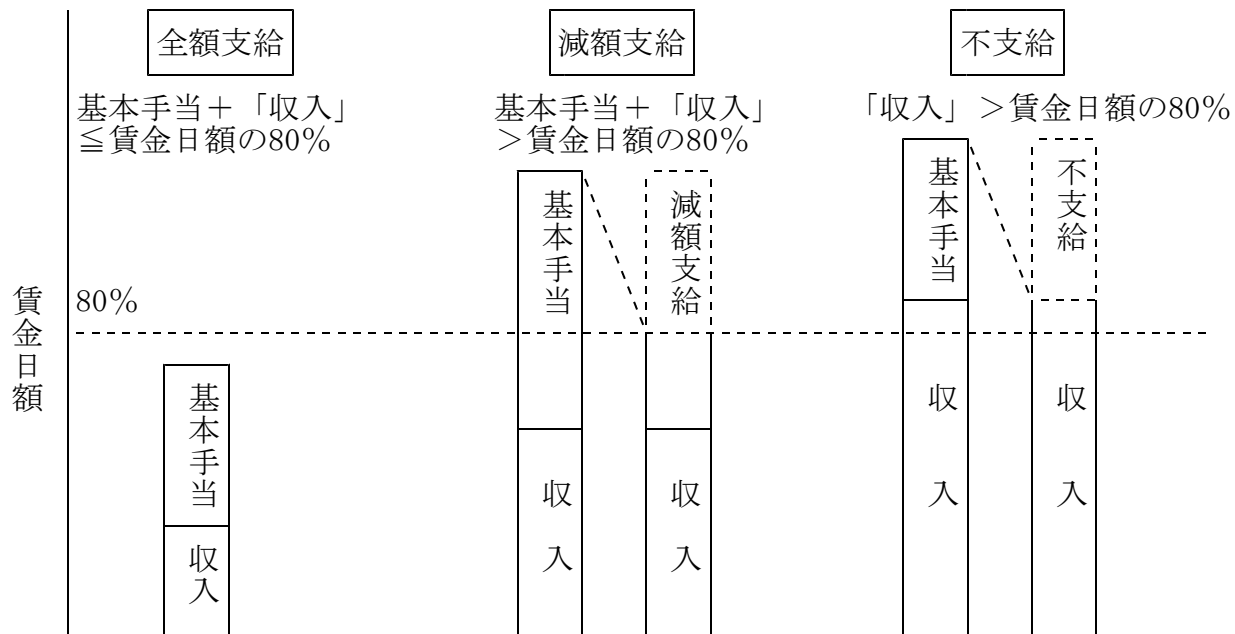 全額支給
基本手当＋「収入」
≦賃金日額の80％
減額支給
基本手当＋「収入」
＞賃金日額の80％
不支給
「収入」＞賃金日額の80％
賃金日額
80％
基本手当
収入
基本手当
収入
減額支給
収入
基本手当
収入
不支給
収入